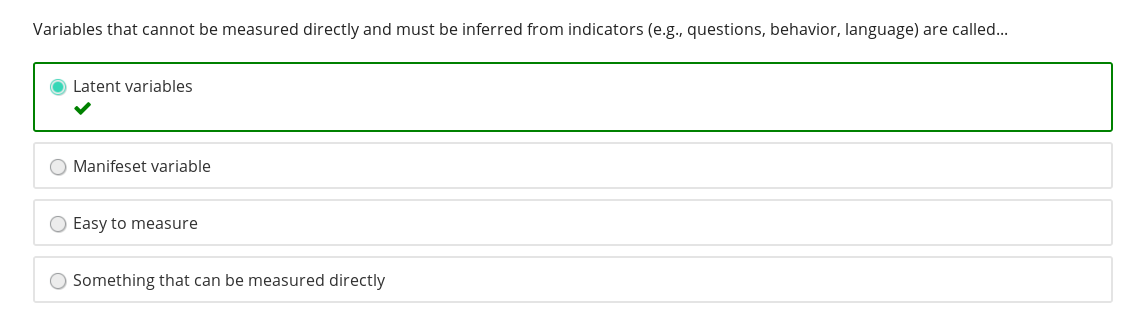 Variables that cannot be measured directly and must be inferred from indicators (e.g., questions, behavior, language) are called...
Latent variables
Manifeset variable
Easy to measure
Something that can be measured directly